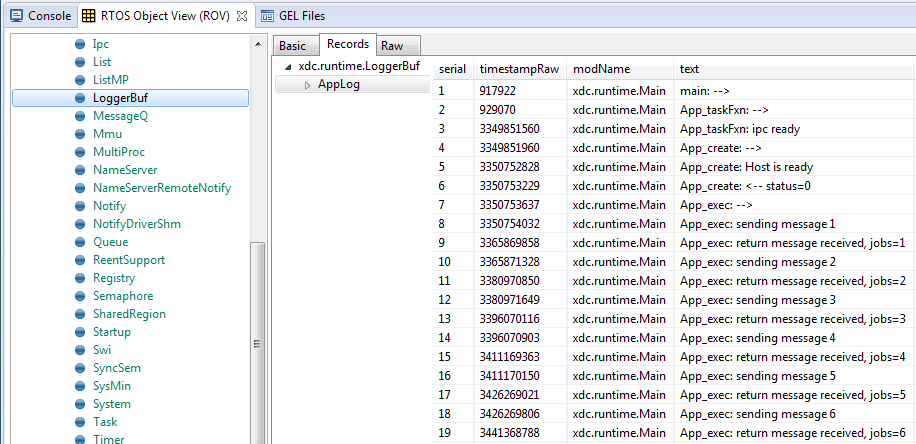 Console RTOS Object View (ROV) GEL Files
Ipc
List
ListMP
LoggerBuf
MessageQ
Mmu
MultiProc
NameServer
NameServerRemoteNotify
Notify
NotifyDriverShm
Queue
ReentSupport
Registry
Semaphore
SharedRegion
Startup
Swi
SyncSem
SysMin
System
Task
Timer
Basic Records Raw
xdc.runtime.LoggerBuf
AppLog
serial timestampRaw modName text
1 917922 xdc.runtime.Main main: -->
2 929070 xdc.runtime.Main App_taskFxn: -->
3 3349851560 xdc.runtime.Main App_taskFxn: ipc ready
4 3349851960 xdc.runtime.Main App_create: -->
5 3350752828 xdc.runtime.Main App_create: Host is ready
6 3350753229 xdc.runtime.Main App_create: <-- status=0
7 3350753637 xdc.runtime.Main App_exec: -->
8 3350754032 xdc.runtime.Main App_exec: sending message 1
9 3365869858 xdc.runtime.Main App_exec: return message received, jobs=1
10 3365871328 xdc.runtime.Main App_exec: sending message 2
11 3380970850 xdc.runtime.Main App_exec: return message received, jobs=2
12 3380971649 xdc.runtime.Main App_exec: sending message 3
13 3396070116 xdc.runtime.Main App_exec: return message received, jobs=3
14 3396070903 xdc.runtime.Main App_exec: sending message 4
15 3411169363 xdc.runtime.Main App_exec: return message received, jobs=4
16 3411170150 xdc.runtime.Main App_exec: sending message 5
17 3426269021 xdc.runtime.Main App_exec: return message received, jobs=5
18 3426269806 xdc.runtime.Main App_exec: sending message 6
19 3441368788 xdc.runtime.Main App_exec: return message received, jobs=6